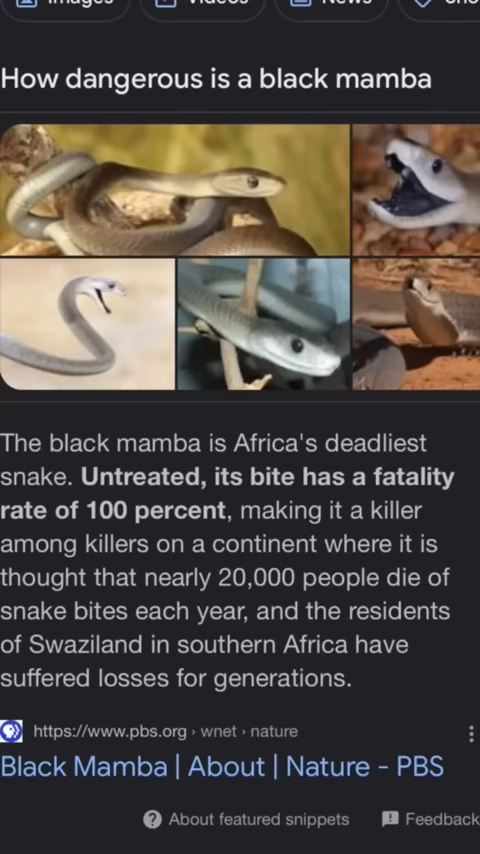 Images Videos News
How dangerous is a black mamba
The black mamba is Africa's deadliest
snake. Untreated, its bite has a fatality
rate of 100 percent, making it a killer
among killers on a continent where it is
thought that nearly 20,000 people die of
snake bites each year, and the residents
of Swaziland in southern Africa have
suffered losses for generations.
https://www.pbs.org › wnet › nature
Black Mamba | About | Nature - PBS
About featured snippets Feedback